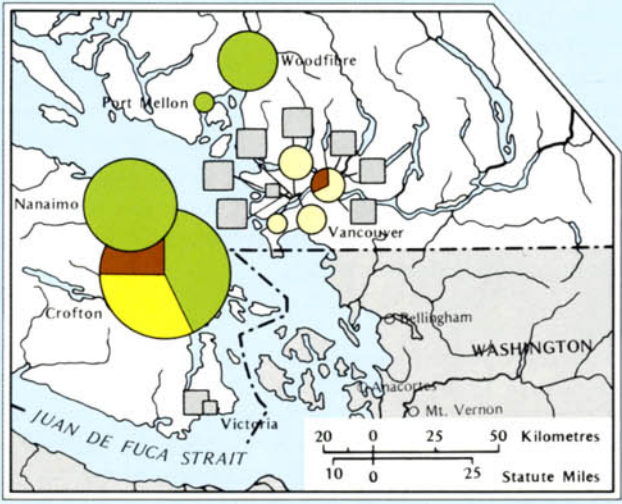 Woodfibre
Port Mellon
Nanaimo
Vancouver
Crofton
Bellingham
WASHINGTON
Anacortes
Mt. Vernon
Victoria
JUAN DE FUCA STRAIT
20 0 25 50 Kilometres
10 0 25 Statute Miles